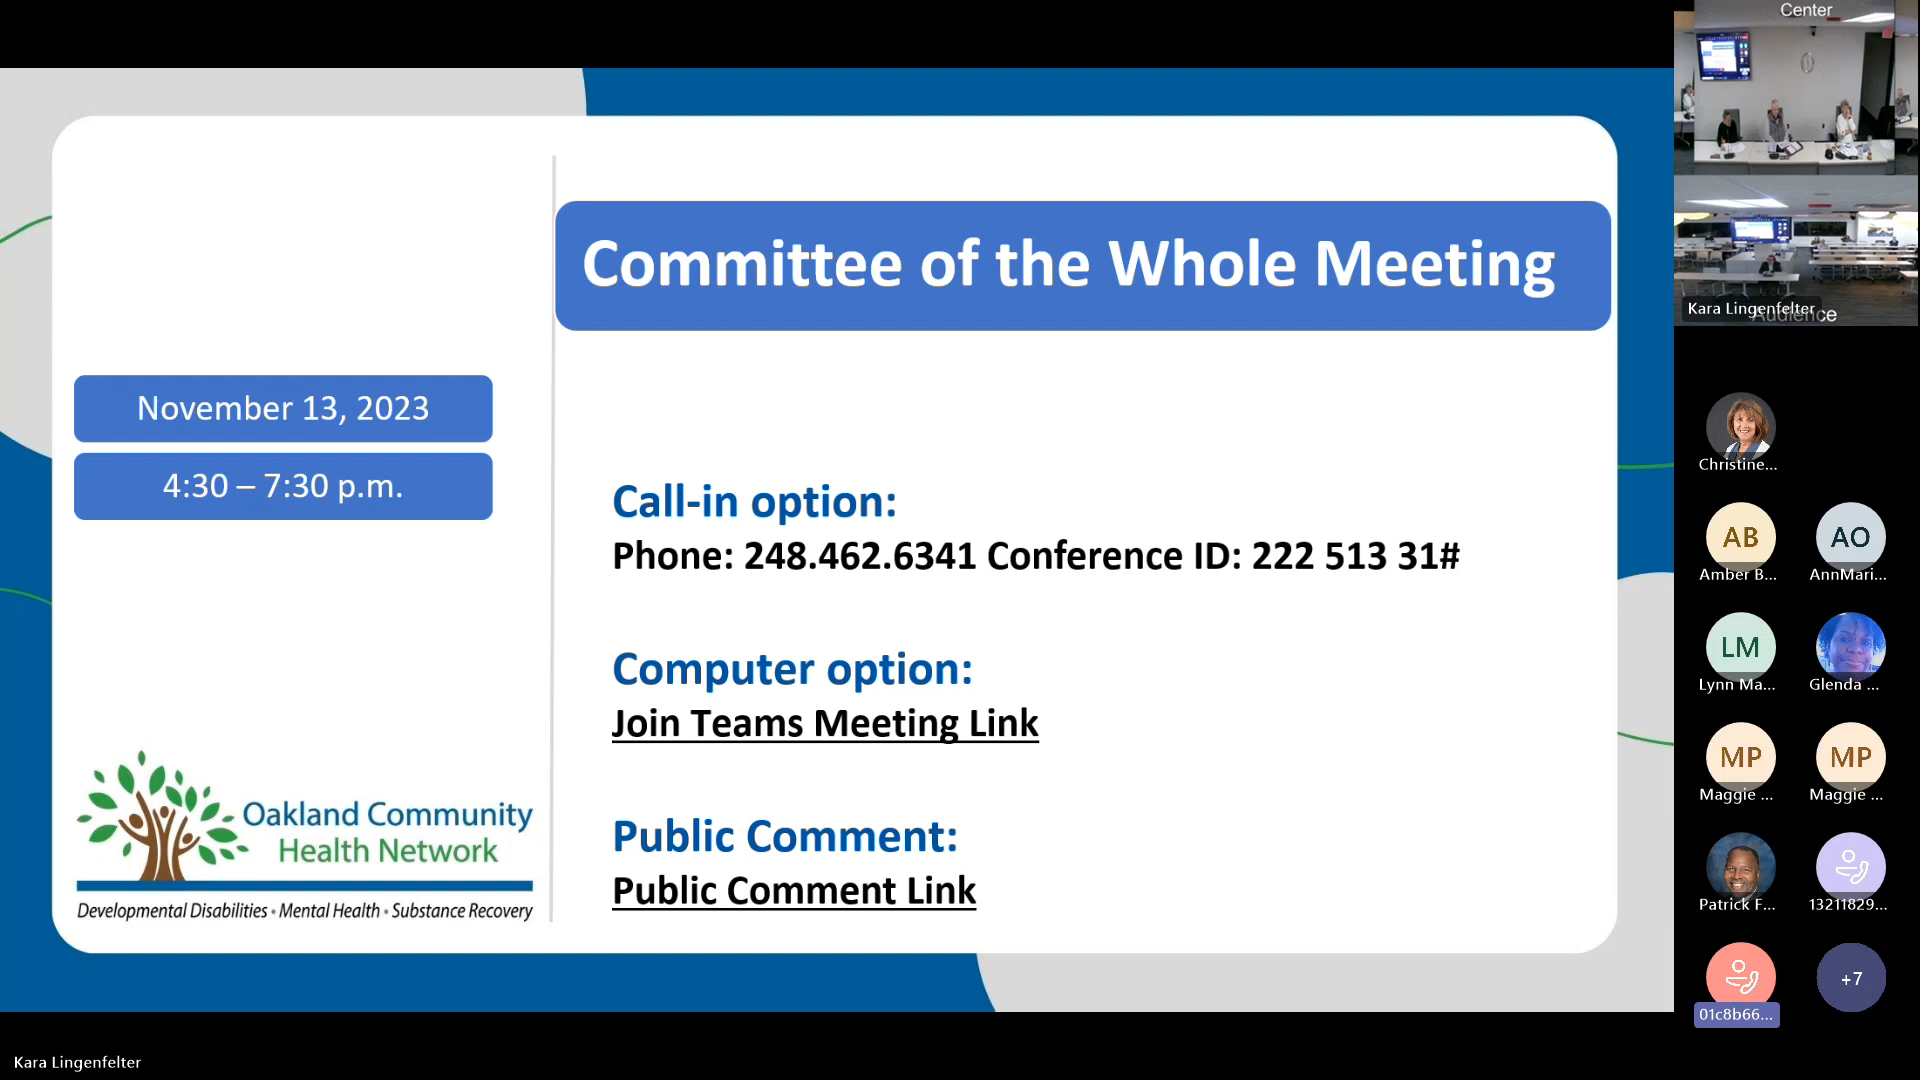 Center
Committee of the Whole Meeting
November 13, 2023
4:30 – 7:30 p.m.
Call-in option:
Phone: 248.462.6341 Conference ID: 222 513 31#
Computer option:
Join Teams Meeting Link
Public Comment:
Public Comment Link
Oakland Community
Health Network
Developmental Disabilities • Mental Health • Substance Recovery
Kara Lingenfelter
Audience
Christine...
AB
Amber B...
AO
AnnMari...
LM
Lynn Ma...
Glenda ...
MP
Maggie ...
MP
Maggie ...
Patrick F...
13211829...
01c8b66...
+7
Kara Lingenfelter